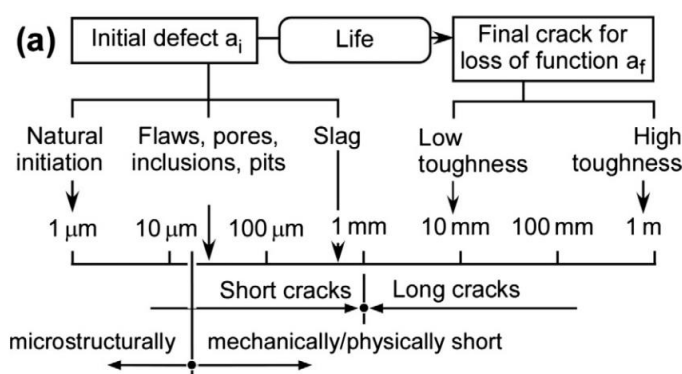 (a)
Initial defect aᵢ
Life
Final crack for
loss of function a_f
Natural
initiation
Flaws, pores,
inclusions, pits
Slag
Low
toughness
High
toughness
1 μm
10 μm
100 μm
1 mm
10 mm
100 mm
1 m
Short cracks
Long cracks
microstructurally
mechanically/physically short